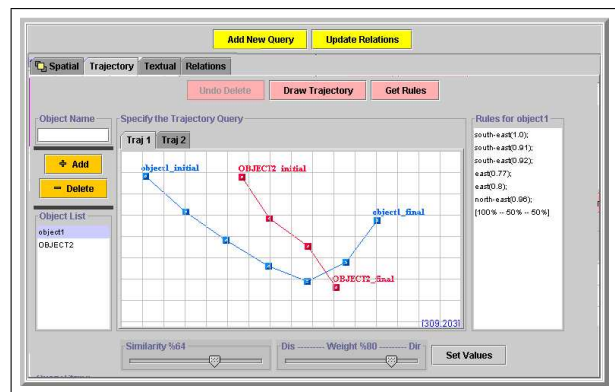 Add New Query Update Relations
Spatial Trajectory Textual Relations
Undo Delete Draw Trajectory Get Rules
Object Name
Add
Delete
Object List
object1
OBJECT2
Specify the Trajectory Query
Traj 1 Traj 2
object1_initial OBJECT2_initial
object1_final
OBJECT2_final
[309,203]
Rules for object1
south-east(1.0);
south-east(0.91);
south-east(0.92);
east(0.77);
east(0.8);
north-east(0.96);
[100% -- 50% -- 50%]
Similarity %64
Dis --------- Weight %80 --------- Dir
Set Values